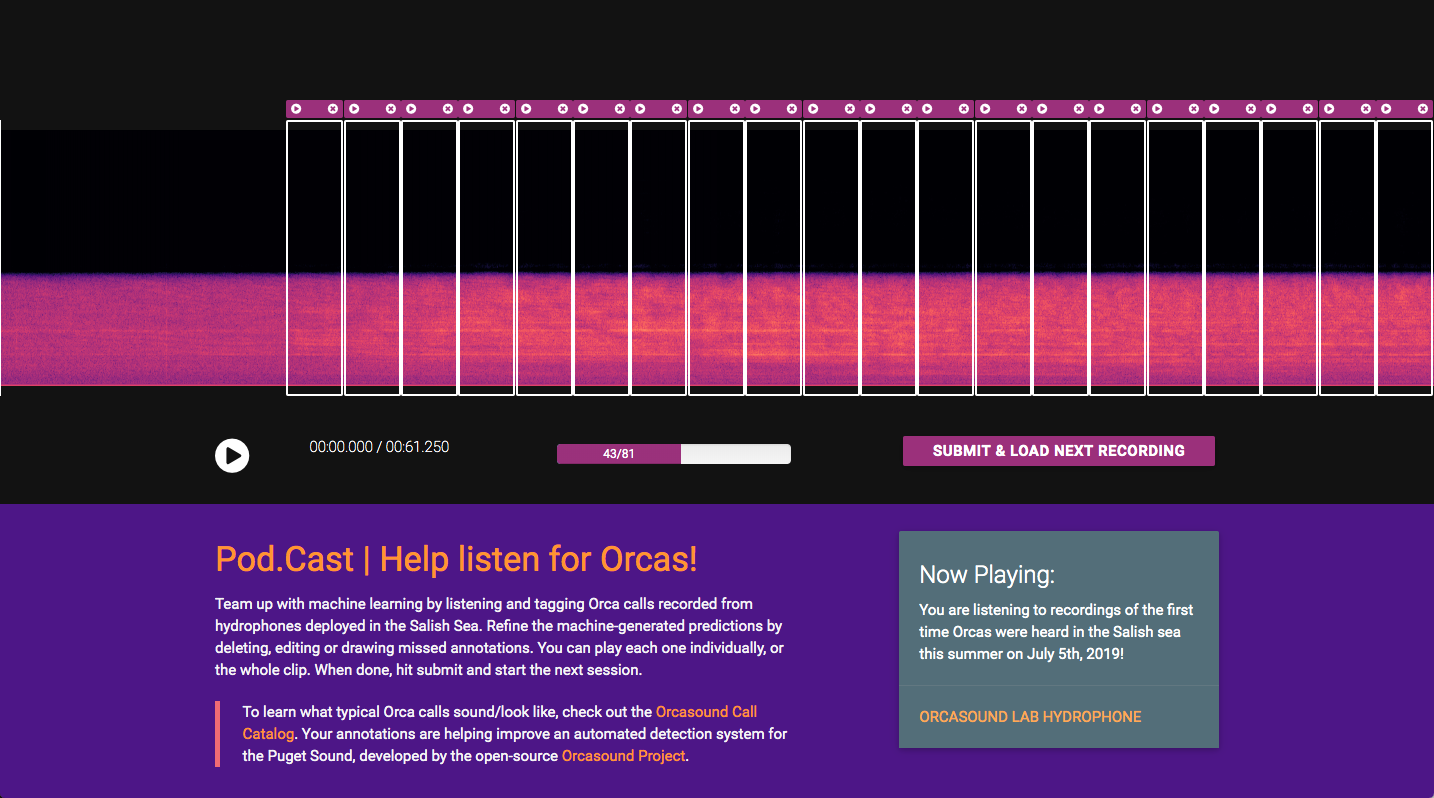 00:00.000 / 00:61.250
43/81
SUBMIT & LOAD NEXT RECORDING
Pod.Cast | Help listen for Orcas!
Team up with machine learning by listening and tagging Orca calls recorded from
hydrophones deployed in the Salish Sea. Refine the machine-generated predictions by
deleting, editing or drawing missed annotations. You can play each one individually, or
the whole clip. When done, hit submit and start the next session.
To learn what typical Orca calls sound/look like, check out the Orcasound Call
Catalog. Your annotations are helping improve an automated detection system for
the Puget Sound, developed by the open-source Orcasound Project.
Now Playing:
You are listening to recordings of the first
time Orcas were heard in the Salish sea
this summer on July 5th, 2019!
ORCASOUND LAB HYDROPHONE